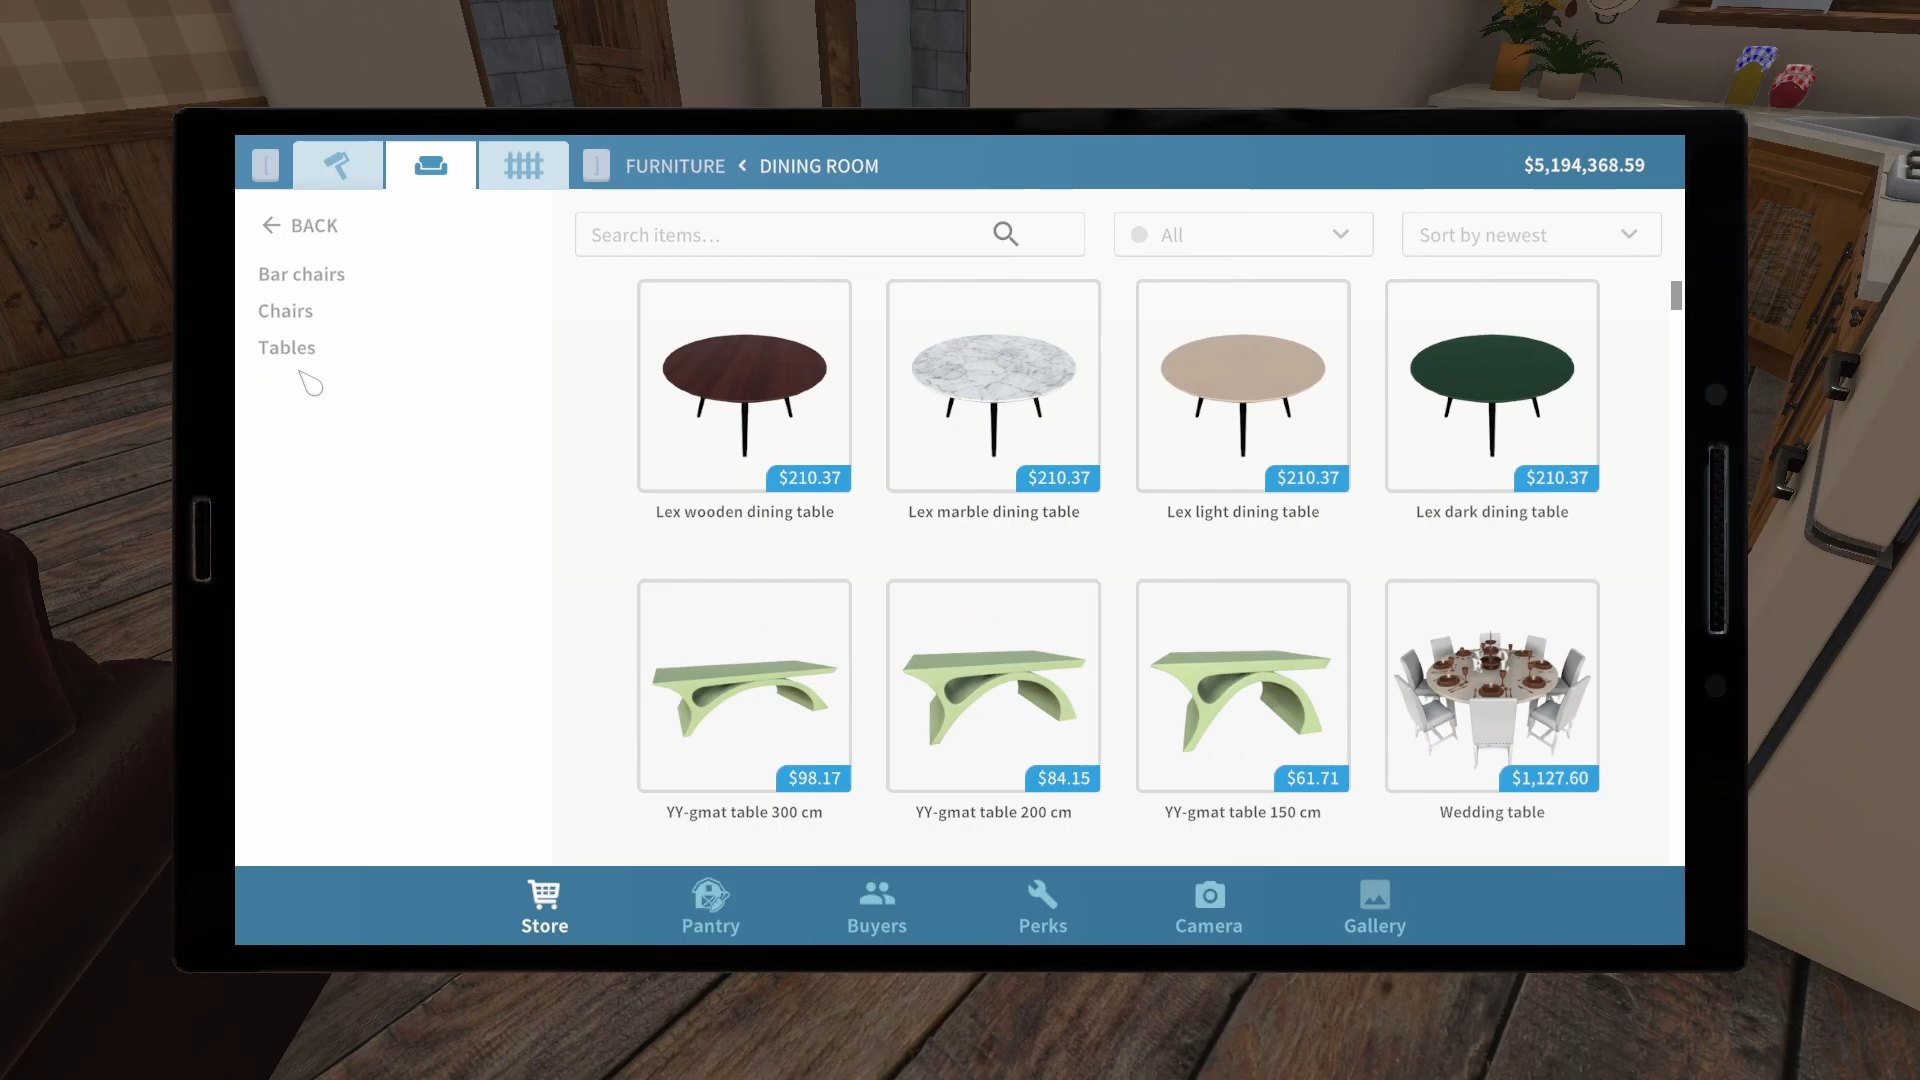 [
]
FURNITURE < DINING ROOM
$5,194,368.59
BACK
Bar chairs
Chairs
Tables
Search items...
All
Sort by newest
$210.37
$210.37
$210.37
$210.37
Lex wooden dining table
Lex marble dining table
Lex light dining table
Lex dark dining table
$98.17
$84.15
$61.71
$1,127.60
YY-gmat table 300 cm
YY-gmat table 200 cm
YY-gmat table 150 cm
Wedding table
Store
Pantry
Buyers
Perks
Camera
Gallery